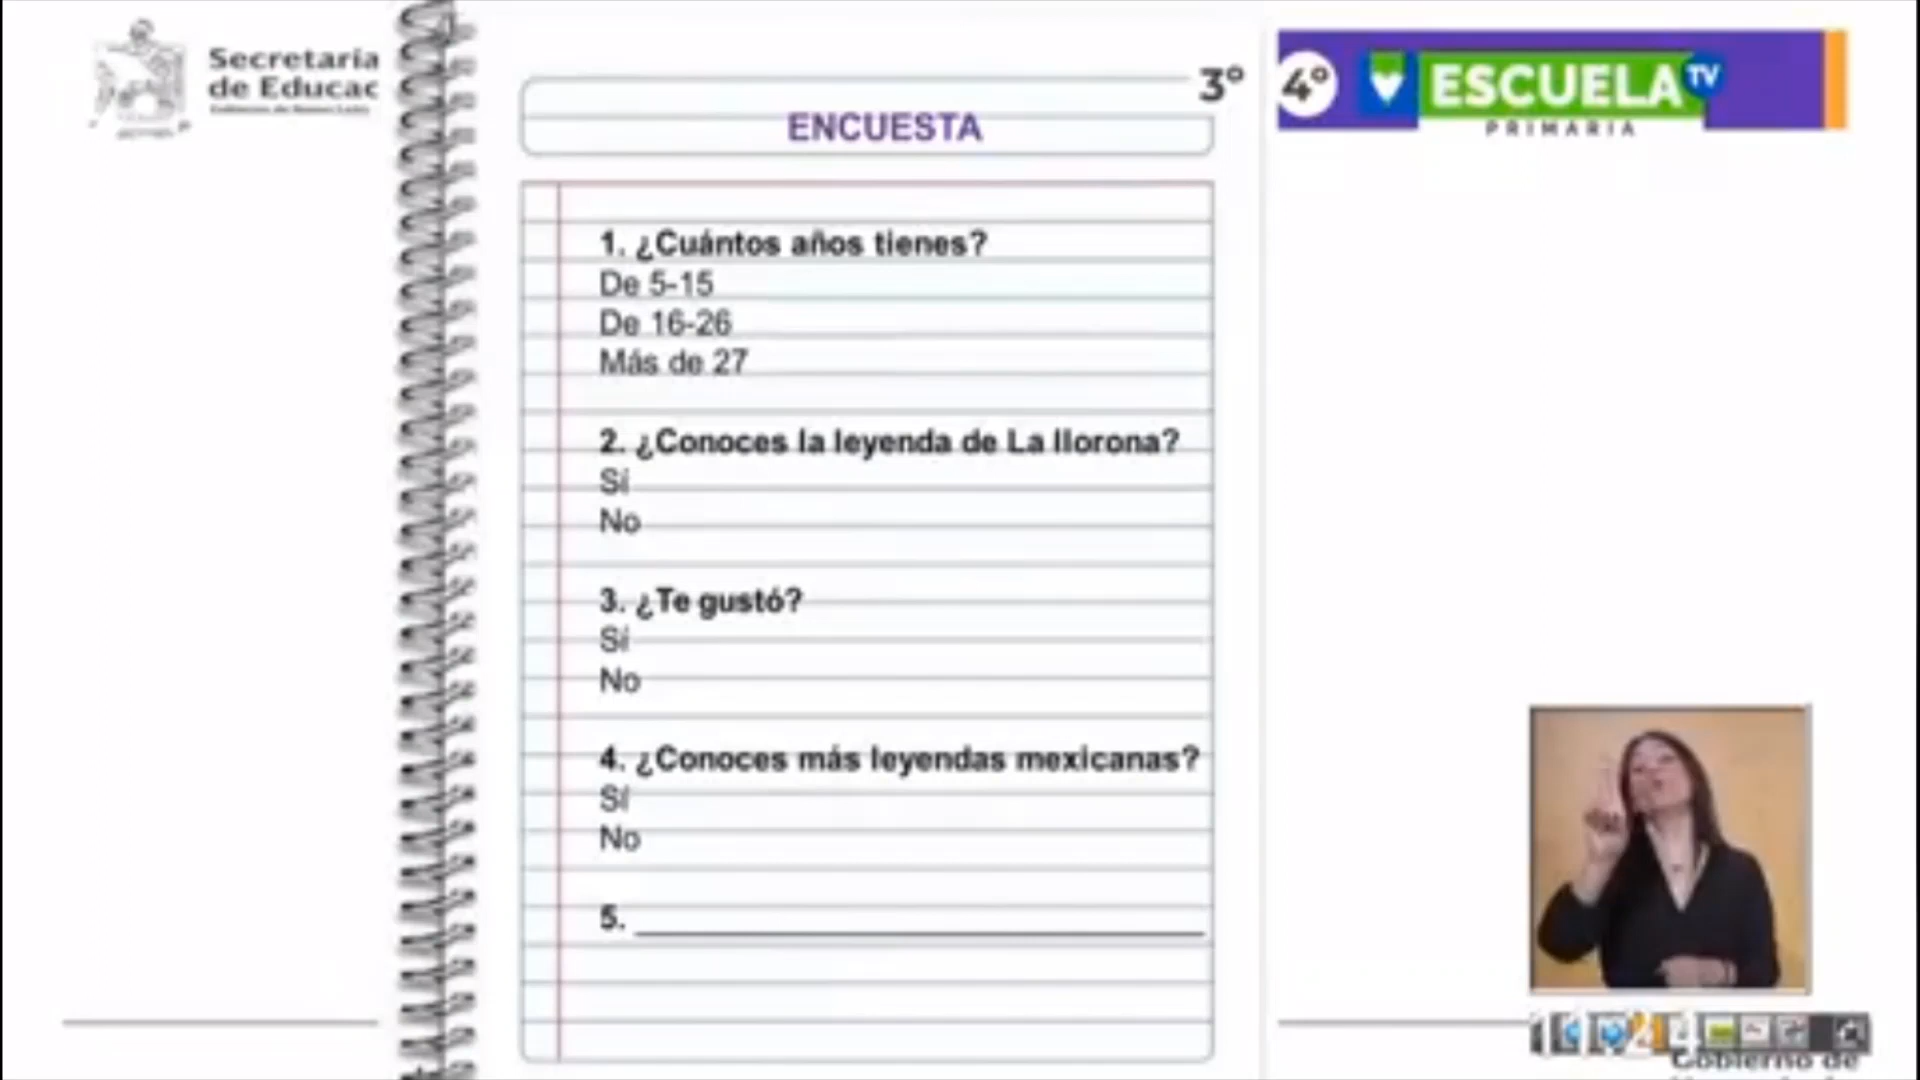 Secretaría
de Educac
3° 4° ESCUELA TV
PRIMARIA
ENCUESTA
1. ¿Cuántos años tienes?
De 5-15
De 16-26
Más de 27
2. ¿Conoces la leyenda de La llorona?
Sí
No
3. ¿Te gustó?
Sí
No
4. ¿Conoces más leyendas mexicanas?
Sí
No
5.
Gobierno de